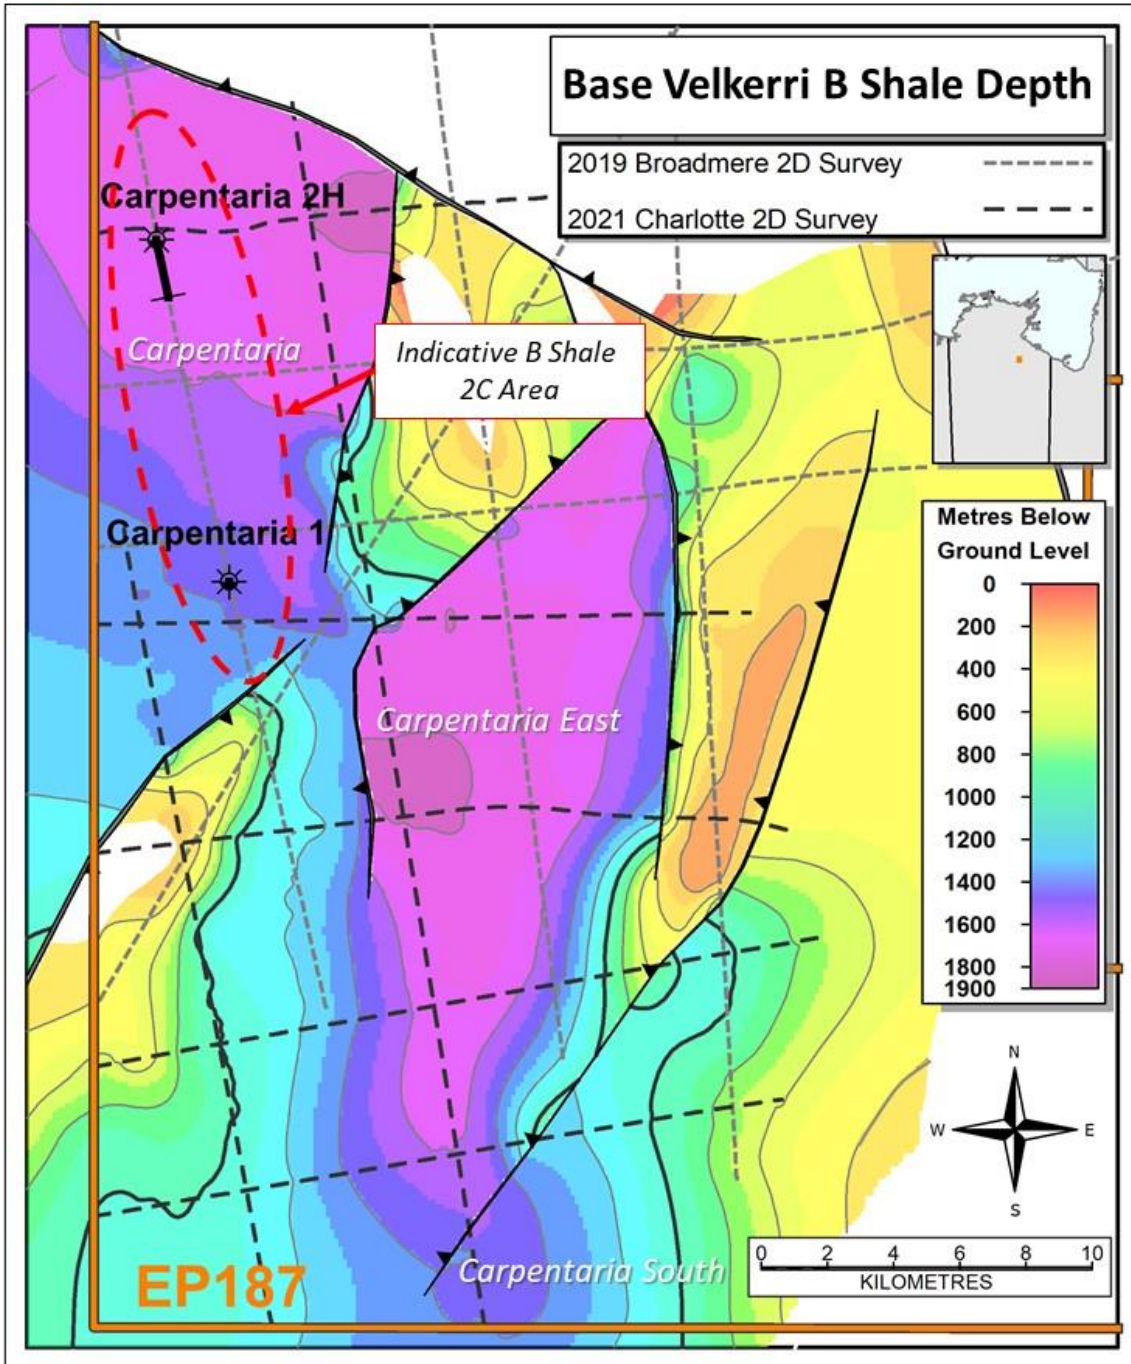 Base Velkerri B Shale Depth
2019 Broadmere 2D Survey
2021 Charlotte 2D Survey
Carpentaria 2H
Carpentaria
Indicative B Shale
2C Area
Carpentaria 1
Carpentaria East
Metres Below
Ground Level
0
200
400
600
800
1000
1200
1400
1600
1800
1900
N
W
E
S
0 2 4 6 8 10
KILOMETRES
Carpentaria South
EP187